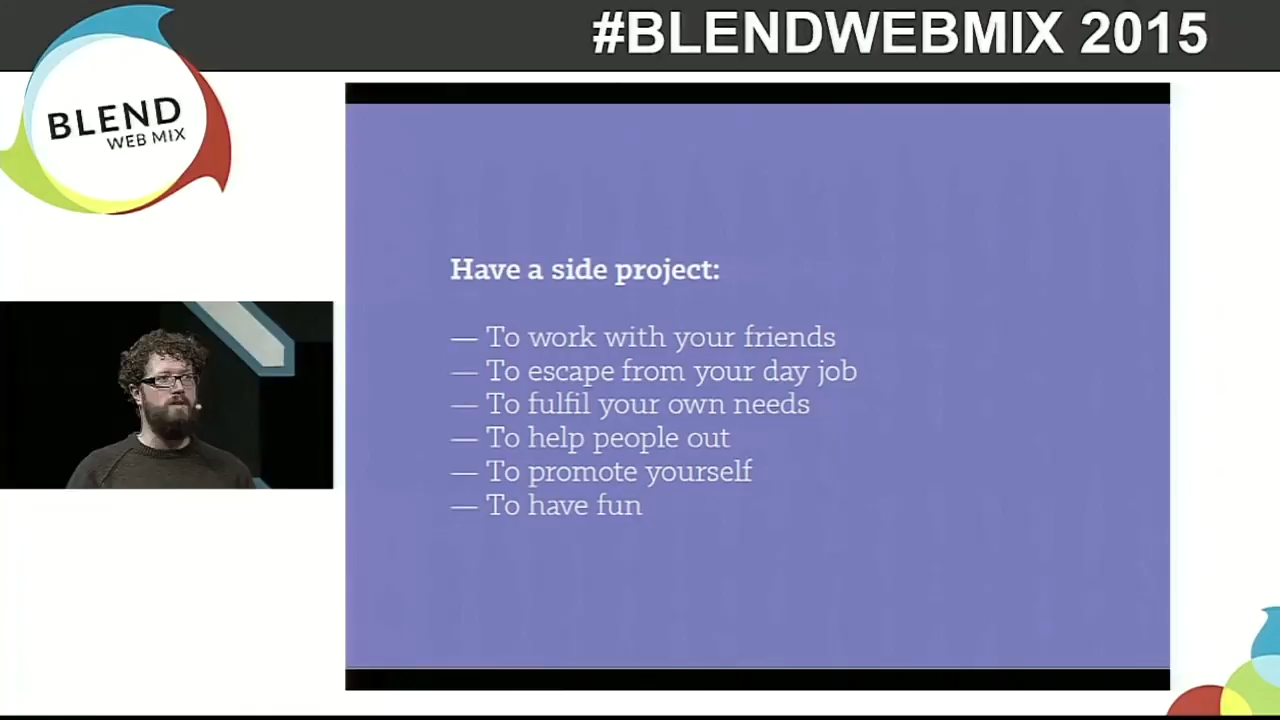 #BLENDWEBMIX 2015
BLEND
WEB MIX
Have a side project:
— To work with your friends
— To escape from your day job
— To fulfil your own needs
— To help people out
— To promote yourself
— To have fun